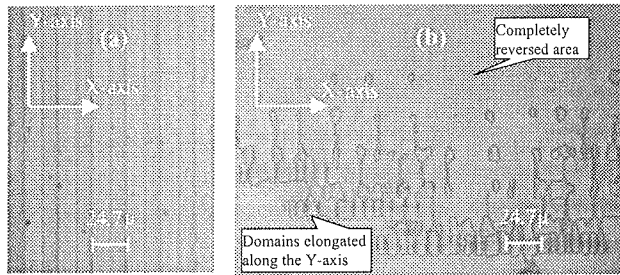 Y-axis
(a)
X-axis
24.7μ
Y-axis
(b)
X-axis
Completely
reversed area
24.7μ
Domains elongated
along the Y-axis